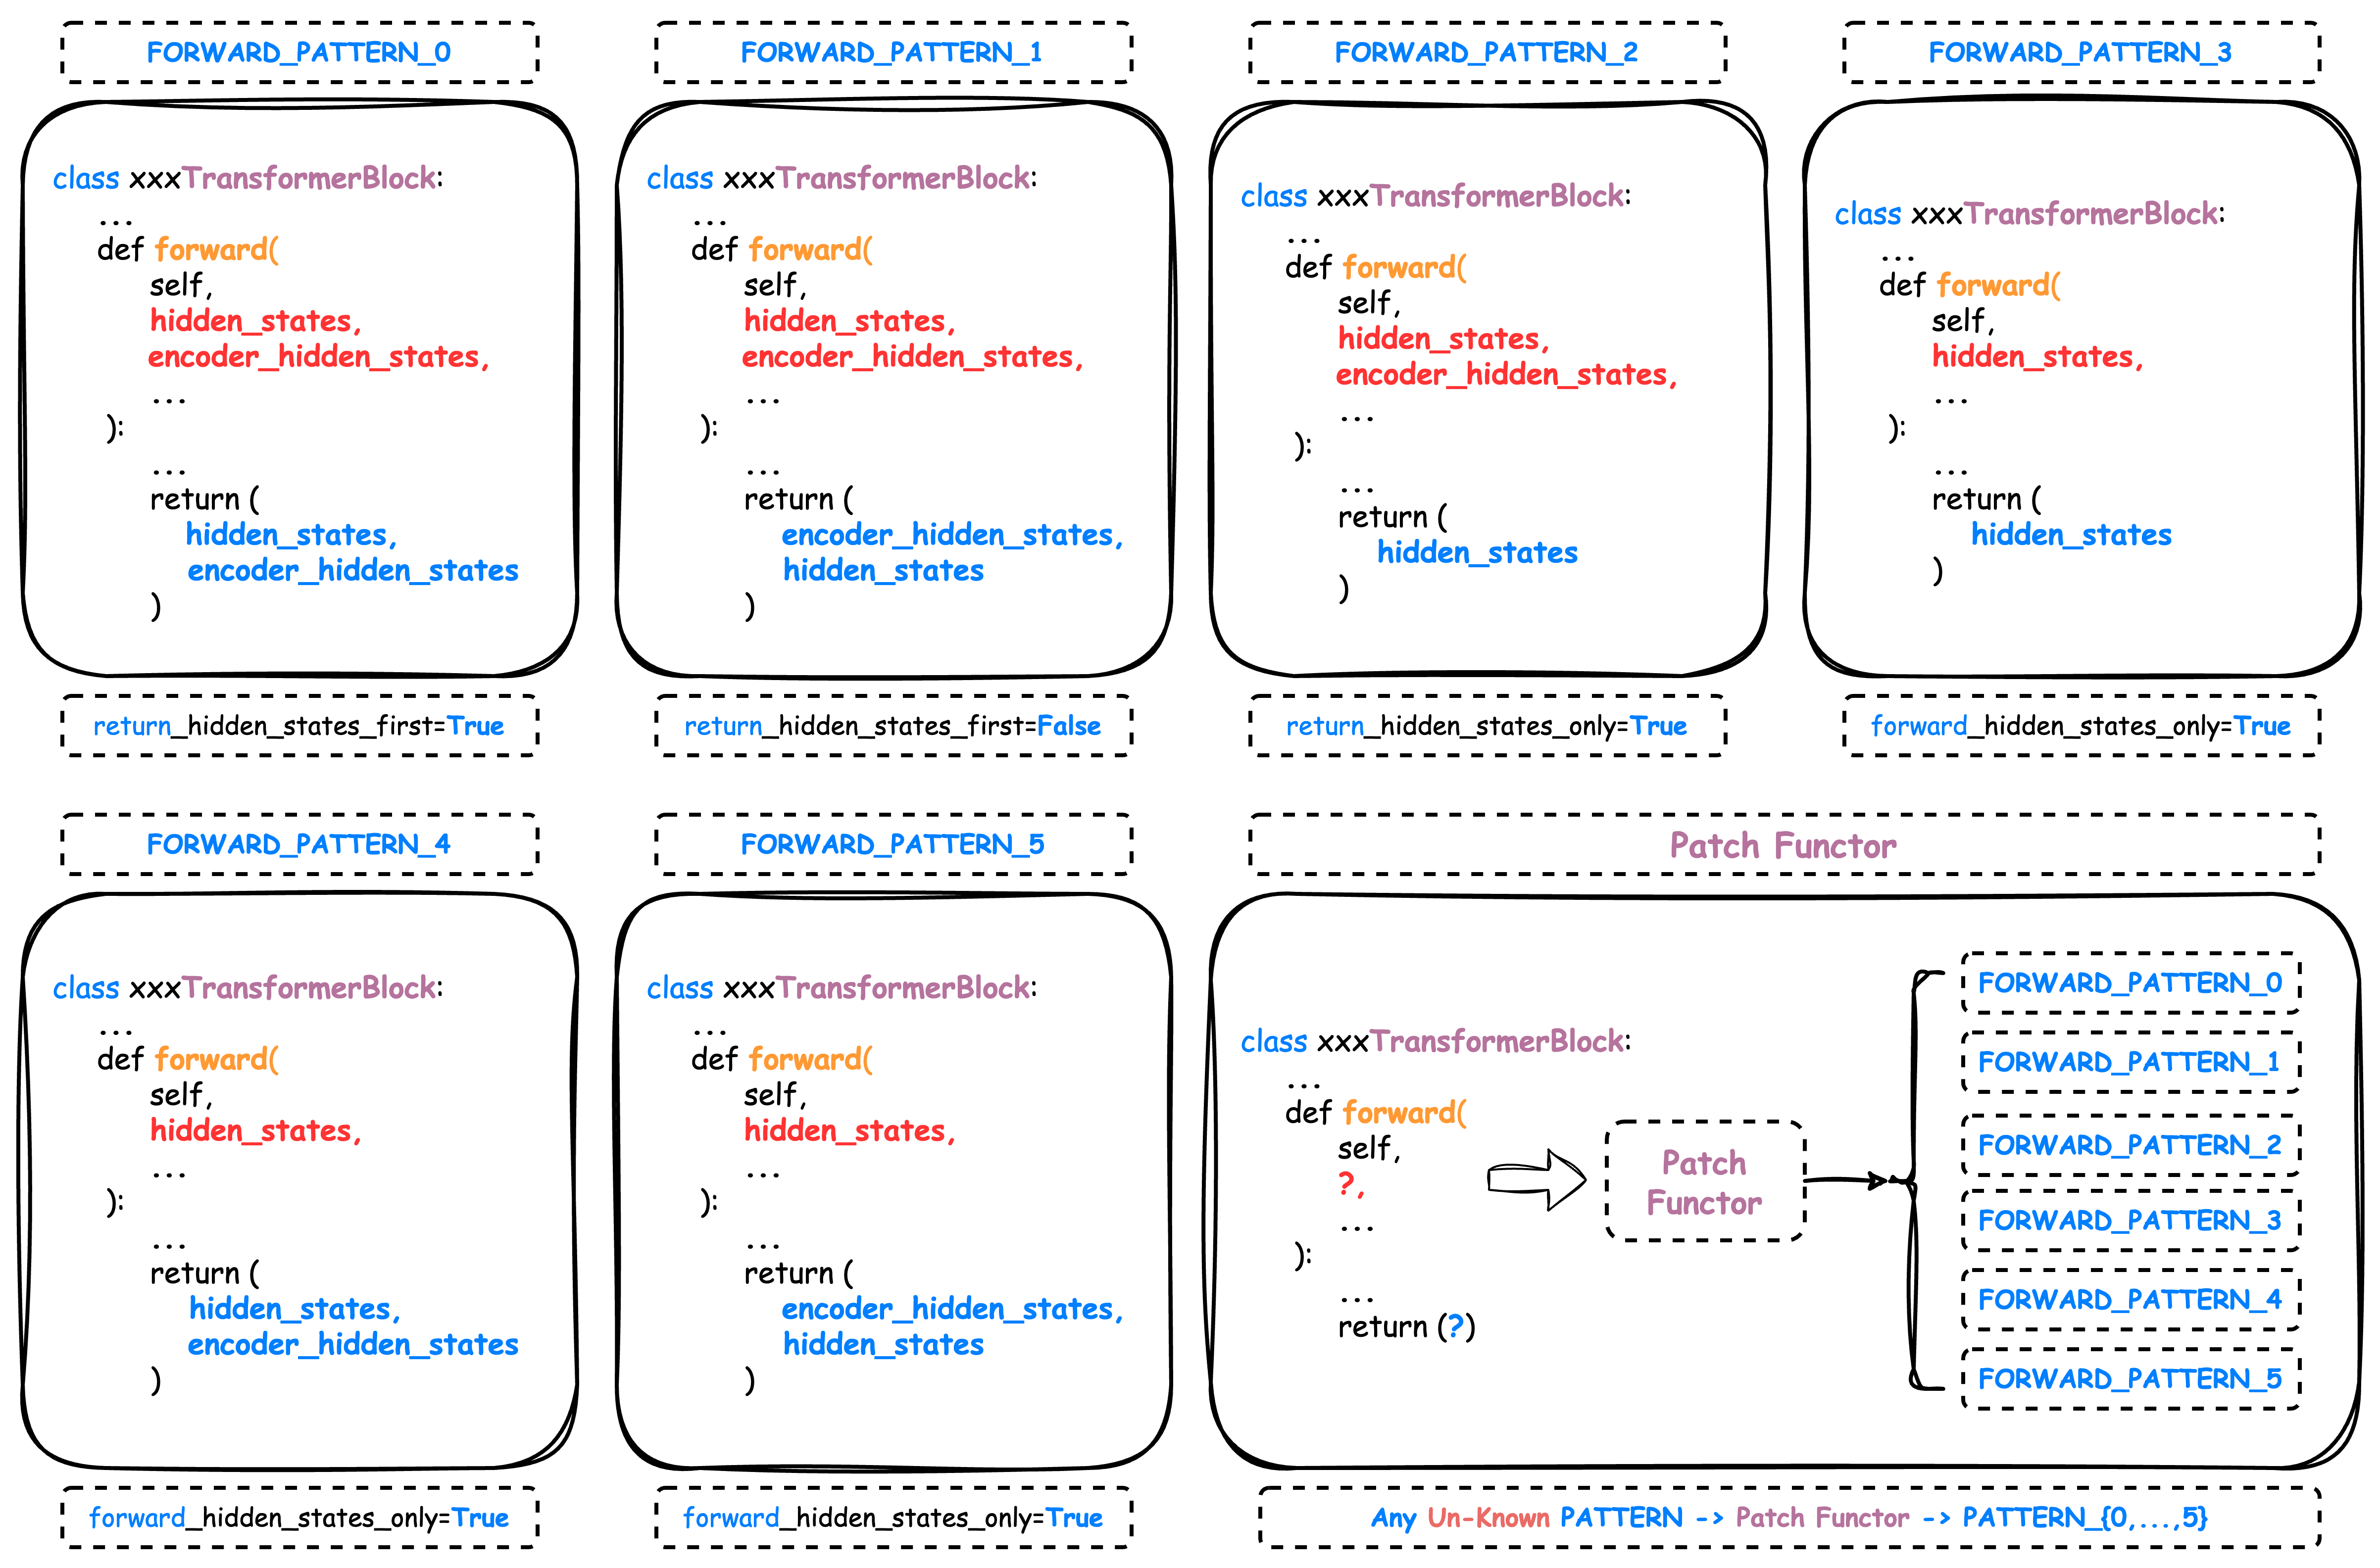 FORWARD_PATTERN_0
class xxxTransformerBlock:
...
def forward(
self,
hidden_states,
encoder_hidden_states,
...
):
...
return (
hidden_states,
encoder_hidden_states
)
return_hidden_states_first=True
FORWARD_PATTERN_1
class xxxTransformerBlock:
...
def forward(
self,
hidden_states,
encoder_hidden_states,
...
):
...
return (
encoder_hidden_states,
hidden_states
)
return_hidden_states_first=False
FORWARD_PATTERN_2
class xxxTransformerBlock:
...
def forward(
self,
hidden_states,
encoder_hidden_states,
...
):
...
return (
hidden_states
)
return_hidden_states_only=True
FORWARD_PATTERN_3
class xxxTransformerBlock:
...
def forward(
self,
hidden_states,
...
):
...
return (
hidden_states
)
forward_hidden_states_only=True
FORWARD_PATTERN_4
class xxxTransformerBlock:
...
def forward(
self,
hidden_states,
...
):
...
return (
hidden_states,
encoder_hidden_states
)
forward_hidden_states_only=True
FORWARD_PATTERN_5
class xxxTransformerBlock:
...
def forward(
self,
hidden_states,
...
):
...
return (
encoder_hidden_states,
hidden_states
)
forward_hidden_states_only=True
Patch Functor
class xxxTransformerBlock:
...
def forward(
self,
?,
...
):
...
return (?)
Patch
Functor
FORWARD_PATTERN_0
FORWARD_PATTERN_1
FORWARD_PATTERN_2
FORWARD_PATTERN_3
FORWARD_PATTERN_4
FORWARD_PATTERN_5
Any Un-Known PATTERN -> Patch Functor -> PATTERN_{0,...,5}